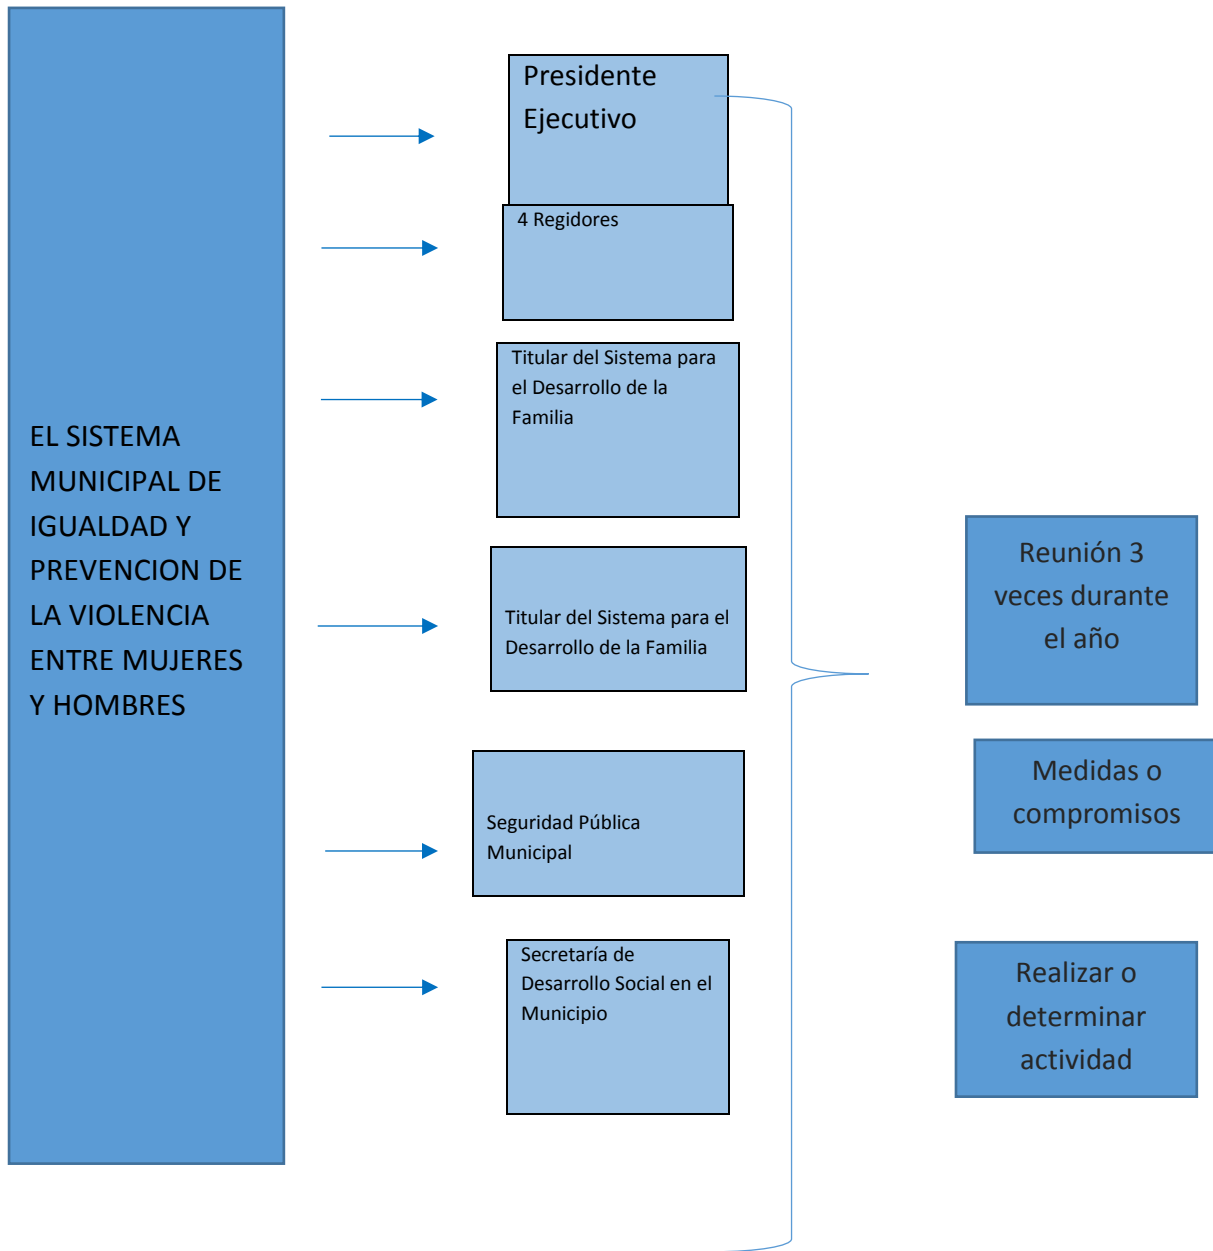 EL SISTEMA
MUNICIPAL DE
IGUALDAD Y
PREVENCION DE
LA VIOLENCIA
ENTRE MUJERES
Y HOMBRES
Presidente
Ejecutivo
4 Regidores
Titular del Sistema para
el Desarrollo de la
Familia
Titular del Sistema para el
Desarrollo de la Familia
Seguridad Pública
Municipal
Secretaría de
Desarrollo Social en el
Municipio
Reunión 3
veces durante
el año
Medidas o
compromisos
Realizar o
determinar
actividad